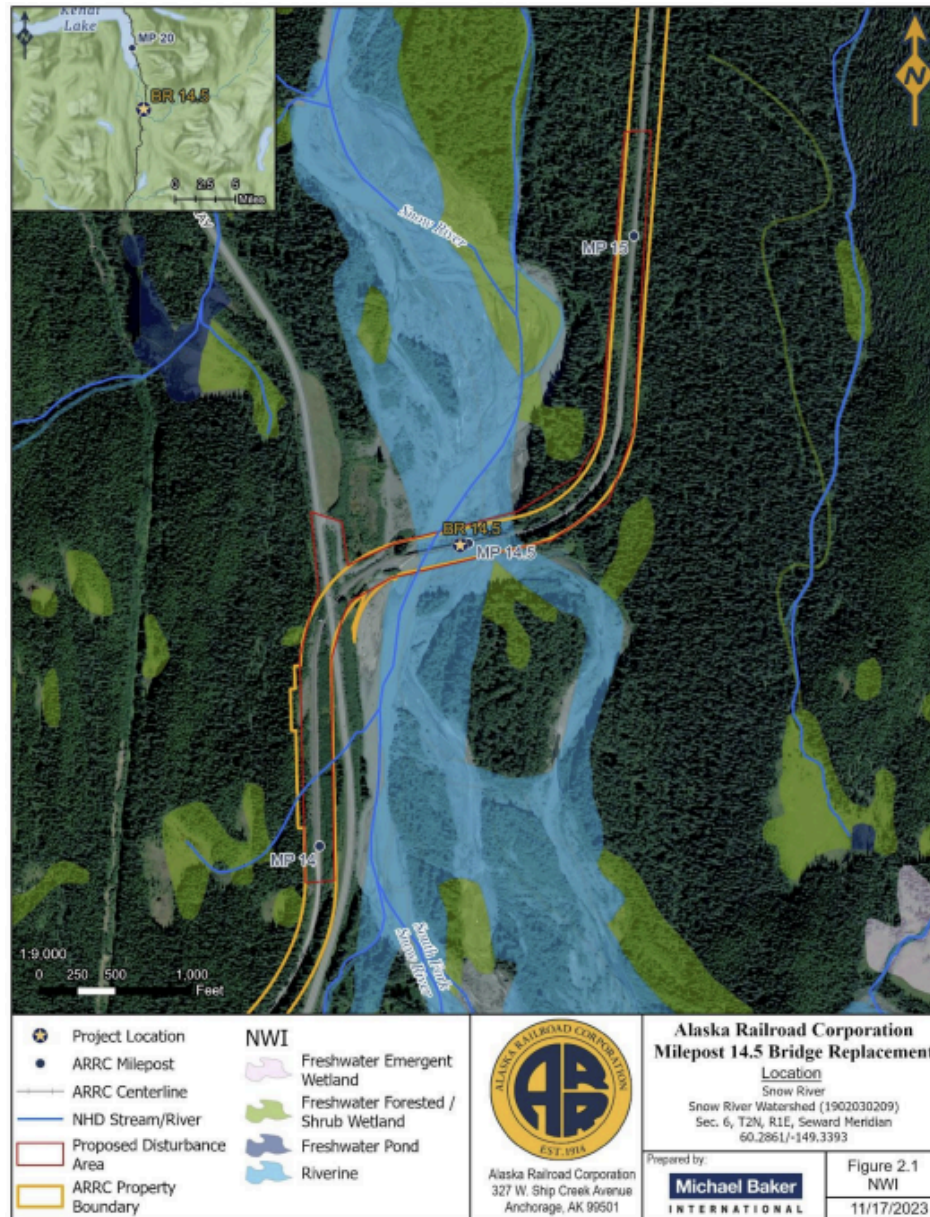 Kenai
Lake
MP 20
BR 14.5
0 2.5 5
Miles
N
Snow River
MP 15
BR 14.5
MP 14.5
MP 14
South Fork
Snow River
1:9,000
0 250 500 1,000
Feet
Project Location
ARRC Milepost
ARRC Centerline
NHD Stream/River
Proposed Disturbance
Area
ARRC Property
Boundary
NWI
Freshwater Emergent
Wetland
Freshwater Forested /
Shrub Wetland
Freshwater Pond
Riverine
ALASKA RAILROAD CORPORATION
ARR
EST. 1914
Alaska Railroad Corporation
327 W. Ship Creek Avenue
Anchorage, AK 99501
Alaska Railroad Corporation
Milepost 14.5 Bridge Replacement
Location
Snow River
Snow River Watershed (1902030209)
Sec. 6, T2N, R1E, Seward Meridian
60.2861/-149.3393
Prepared by:
Michael Baker
INTERNATIONAL
Figure 2.1
NWI
11/17/2023